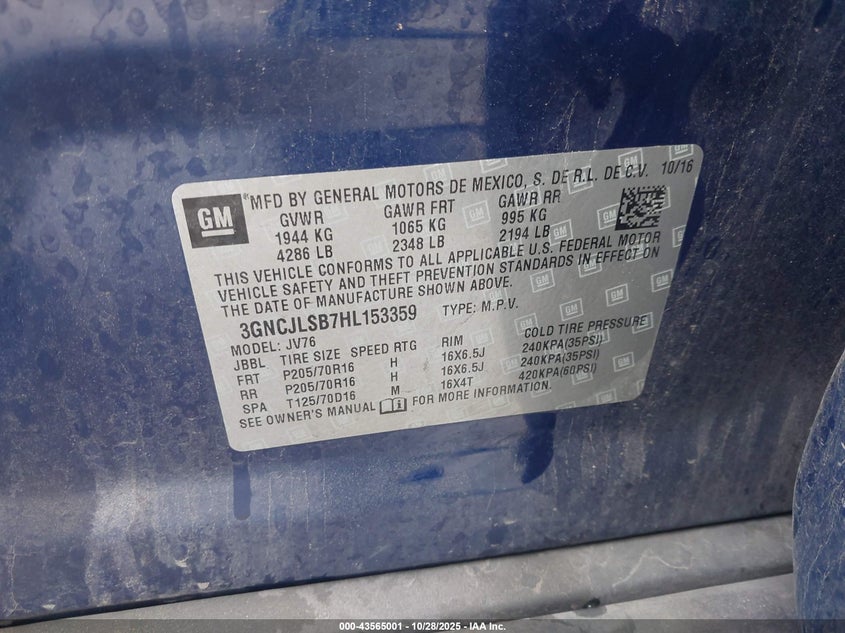 GM
*MFD BY GENERAL MOTORS DE MEXICO, S. DE R.L. DE C.V. 10/16
GVWR GAWR FRT GAWR RR
1944 KG 1065 KG 995 KG
4286 LB 2348 LB 2194 LB
THIS VEHICLE CONFORMS TO ALL APPLICABLE U.S. FEDERAL MOTOR
VEHICLE SAFETY AND THEFT PREVENTION STANDARDS IN EFFECT ON
THE DATE OF MANUFACTURE SHOWN ABOVE.
3GNCJLSB7HL153359 TYPE: M.P.V.
MODEL: JV76
JBBL TIRE SIZE SPEED RTG RIM COLD TIRE PRESSURE
FRT P205/70R16 H 16X6.5J 240KPA(35PSI)
RR P205/70R16 H 16X6.5J 240KPA(35PSI)
SPA T125/70D16 M 16X4T 420KPA(60PSI)
SEE OWNER'S MANUAL FOR MORE INFORMATION.
000-43565001 | 10/28/2025 - IAA Inc.